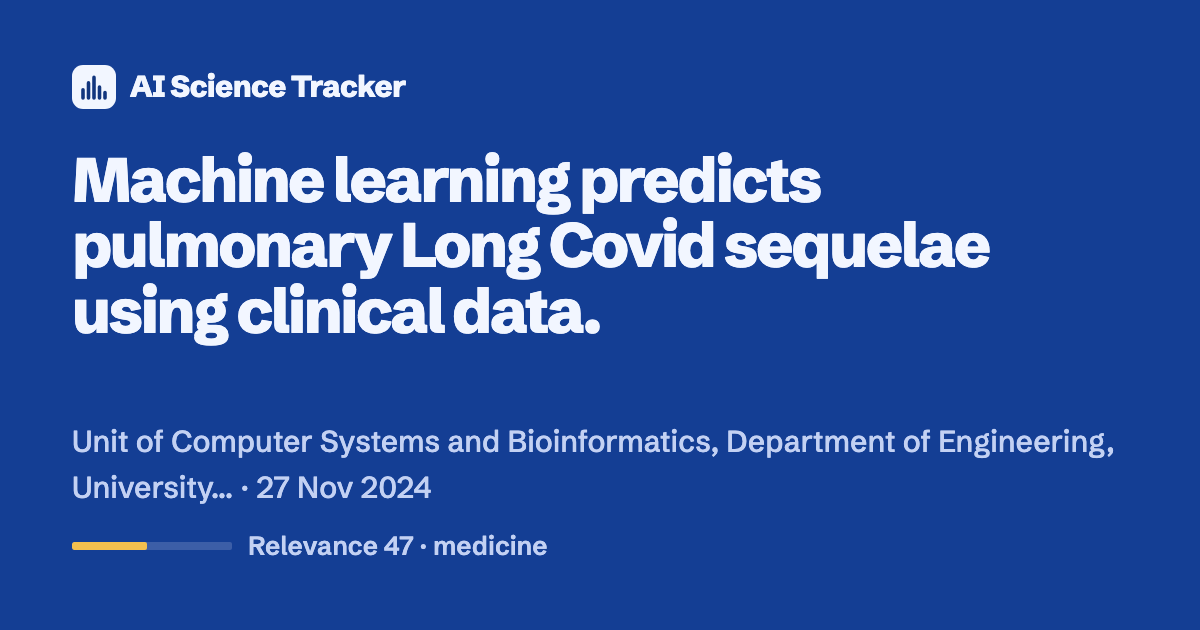 AI Science Tracker
Machine learning predicts
pulmonary Long Covid sequelae
using clinical data.
Unit of Computer Systems and Bioinformatics, Department of Engineering,
University... · 27 Nov 2024
Relevance 47 · medicine